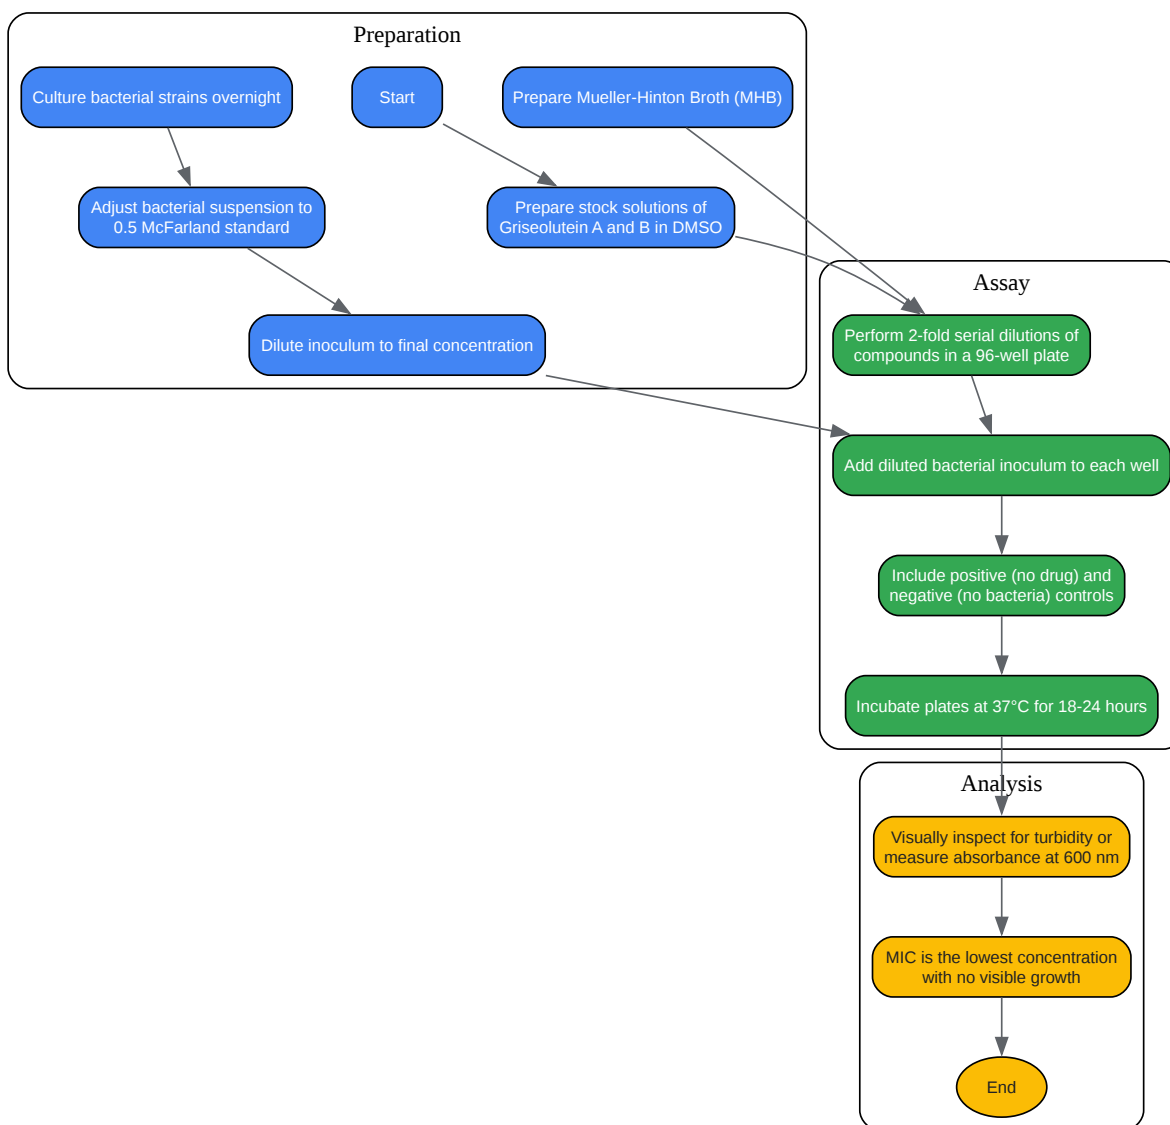 Preparation
Culture bacterial strains overnight
Start
Prepare Mueller-Hinton Broth (MHB)
Adjust bacterial suspension to
0.5 McFarland standard
Prepare stock solutions of
Griseolutein A and B in DMSO
Dilute inoculum to final concentration
Assay
Perform 2-fold serial dilutions of
compounds in a 96-well plate
Add diluted bacterial inoculum to each well
Include positive (no drug) and
negative (no bacteria) controls
Incubate plates at 37°C for 18-24 hours
Analysis
Visually inspect for turbidity or
measure absorbance at 600 nm
MIC is the lowest concentration
with no visible growth
End